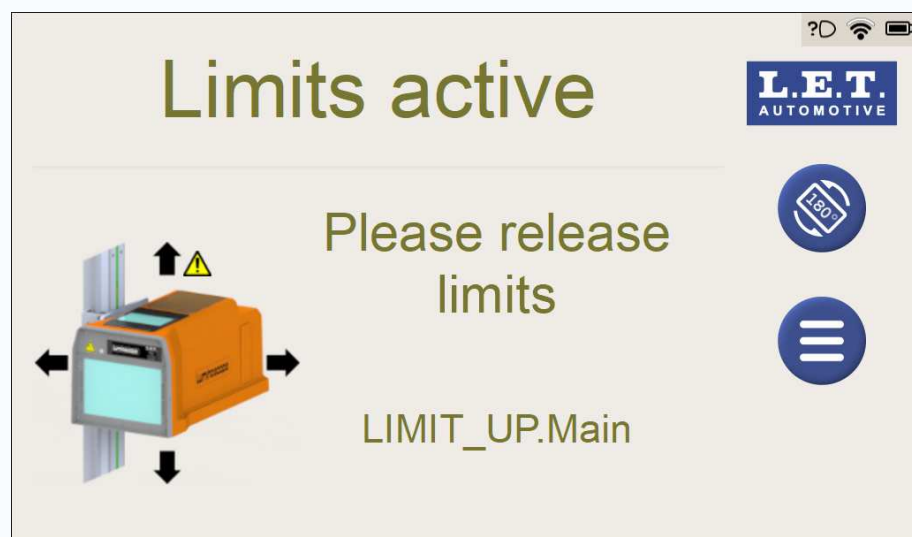 ?
Limits active
L.E.T.
AUTOMOTIVE
180°
Please release
limits
LIMIT_UP.Main